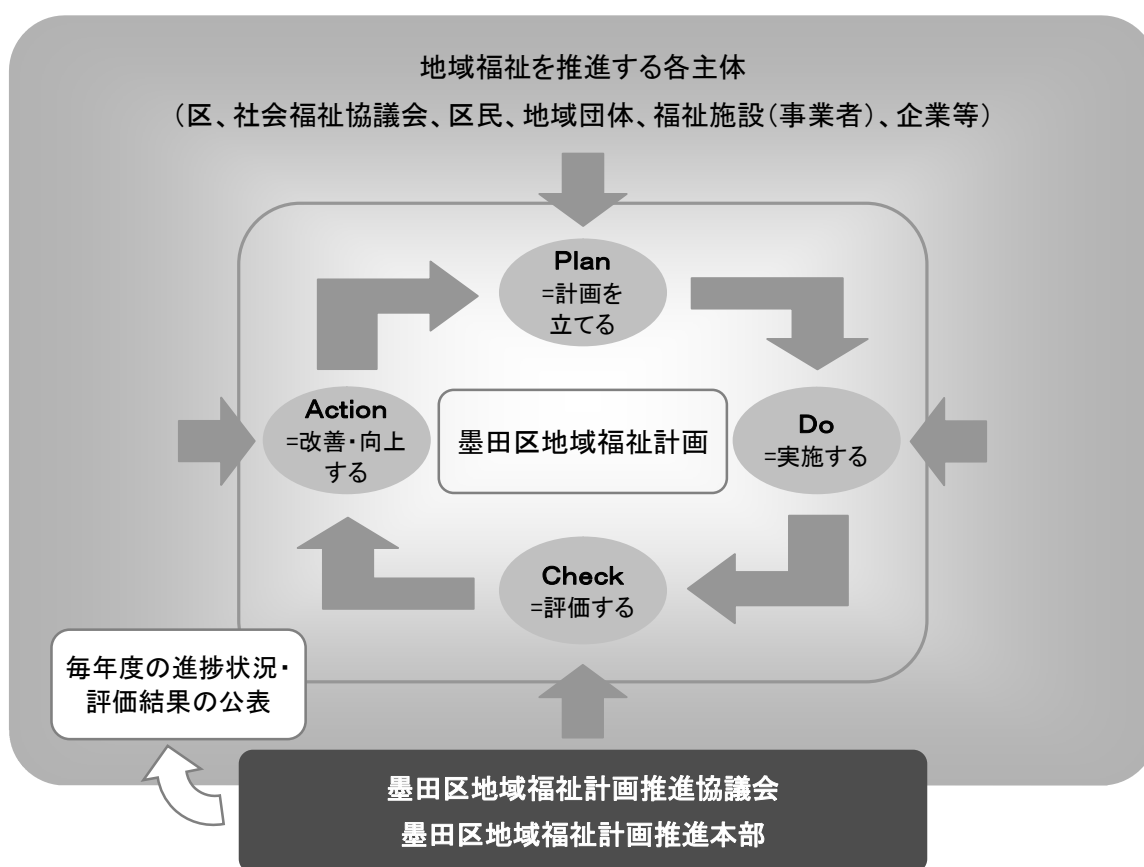 地域福祉を推進する各主体
（区、社会福祉協議会、区民、地域団体、福祉施設（事業者）、企業等）
Plan
=計画を
立てる
Action
=改善・向上
する
墨田区地域福祉計画
Do
=実施する
Check
=評価する
毎年度の進捗状況・
評価結果の公表
墨田区地域福祉計画推進協議会
墨田区地域福祉計画推進本部